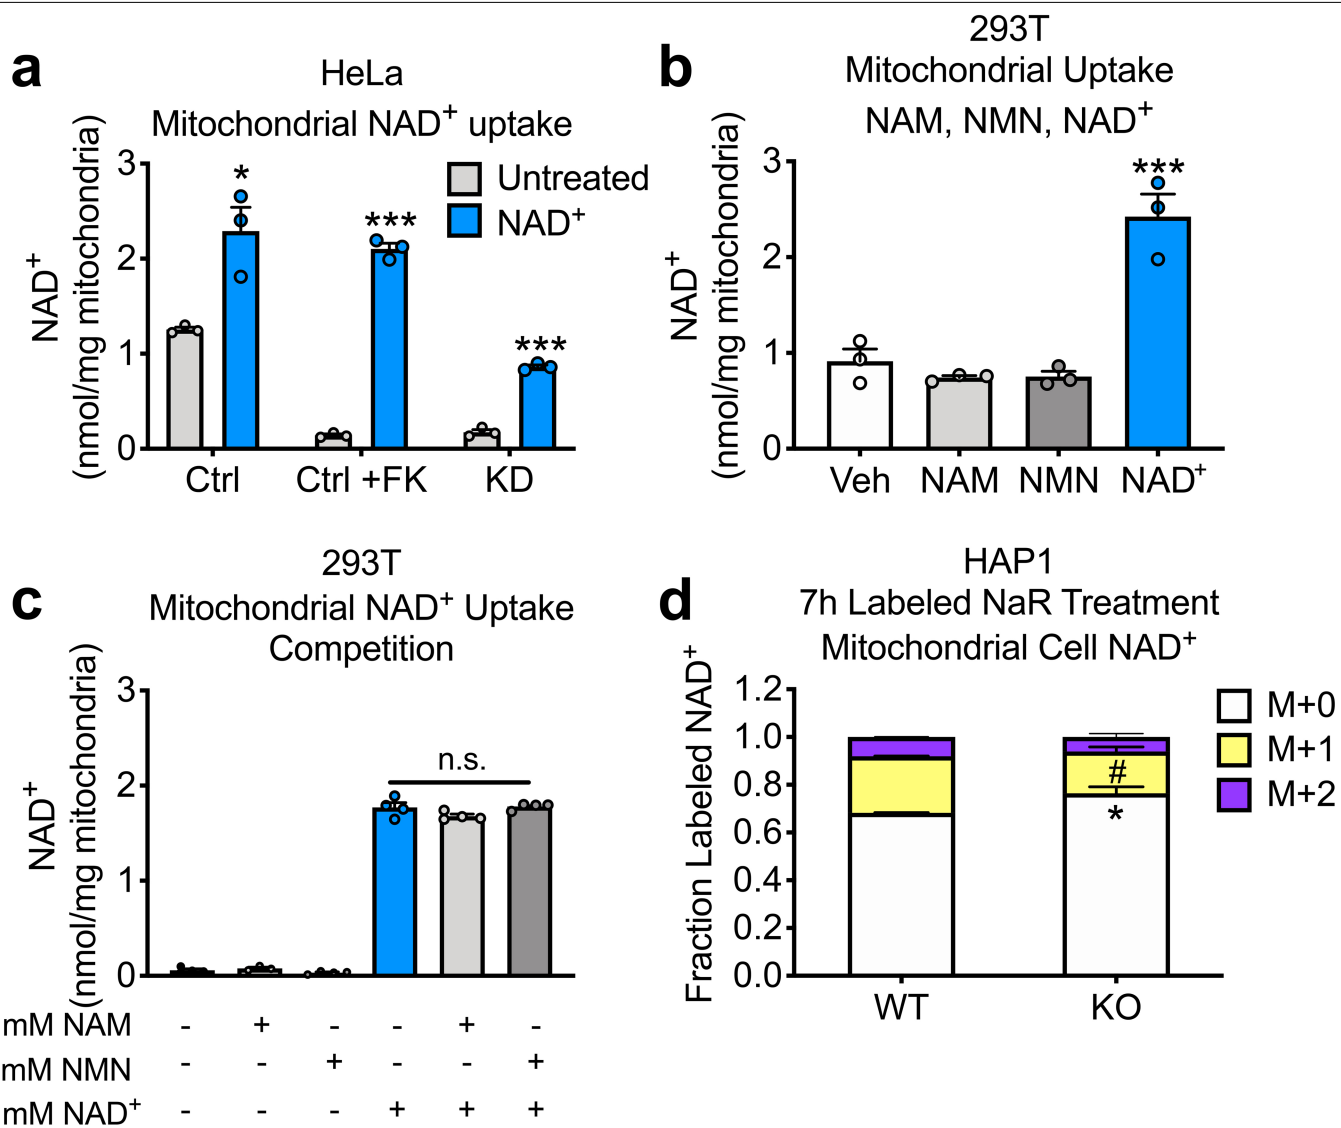 a
HeLa
Mitochondrial NAD+ uptake
NAD+
(nmol/mg mitochondria)
3
2
1
0
*
***
***
Untreated
NAD+
Ctrl
Ctrl +FK
KD
b
293T
Mitochondrial Uptake
NAM, NMN, NAD+
NAD+
(nmol/mg mitochondria)
3
2
1
0
***
Veh
NAM
NMN
NAD+
c
293T
Mitochondrial NAD+ Uptake
Competition
NAD+
(nmol/mg mitochondria)
3
2
1
0
n.s.
mM NAM - + - - + -
mM NMN - - + - - +
mM NAD+ - - - + + +
d
HAP1
7h Labeled NaR Treatment
Mitochondrial Cell NAD+
Fraction Labeled NAD+
1.2
1.0
0.8
0.6
0.4
0.2
0.0
#
*
M+0
M+1
M+2
WT
KO